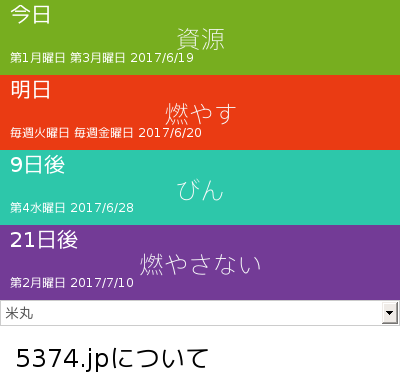 今日
資源
第1月曜日 第3月曜日 2017/6/19
明日
燃やす
毎週火曜日 毎週金曜日 2017/6/20
9日後
びん
第4水曜日 2017/6/28
21日後
燃やさない
第2月曜日 2017/7/10
米丸
5374.jpについて